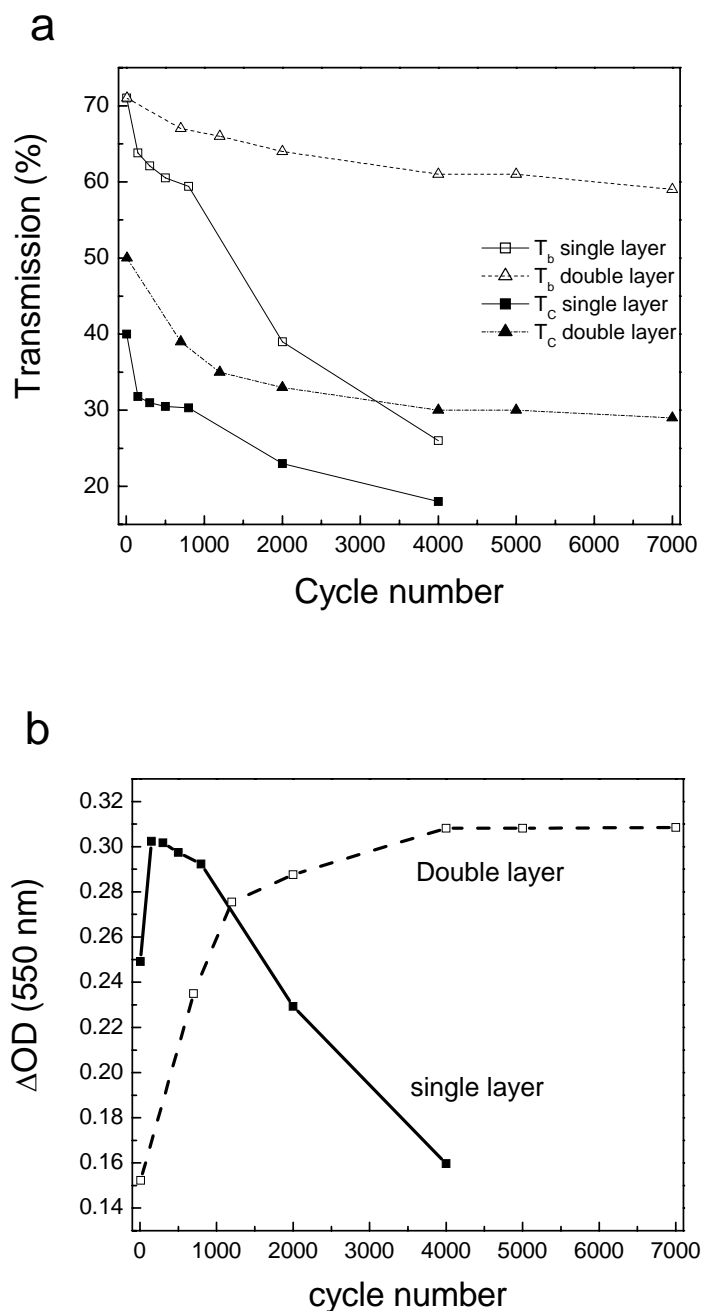 a
70
60
50
40
30
20
Transmission (%)
T_b single layer
T_b double layer
T_C single layer
T_C double layer
0 1000 2000 3000 4000 5000 6000 7000
Cycle number
b
0.32
0.30
0.28
0.26
0.24
0.22
0.20
0.18
0.16
0.14
ΔOD (550 nm)
Double layer
single layer
0 1000 2000 3000 4000 5000 6000 7000
cycle number